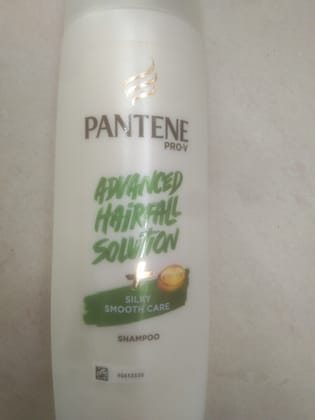 PANTENE
PRO-V
ADVANCED
HAIRFALL
SOLUTION
+
SILKY
SMOOTH CARE
SHAMPOO